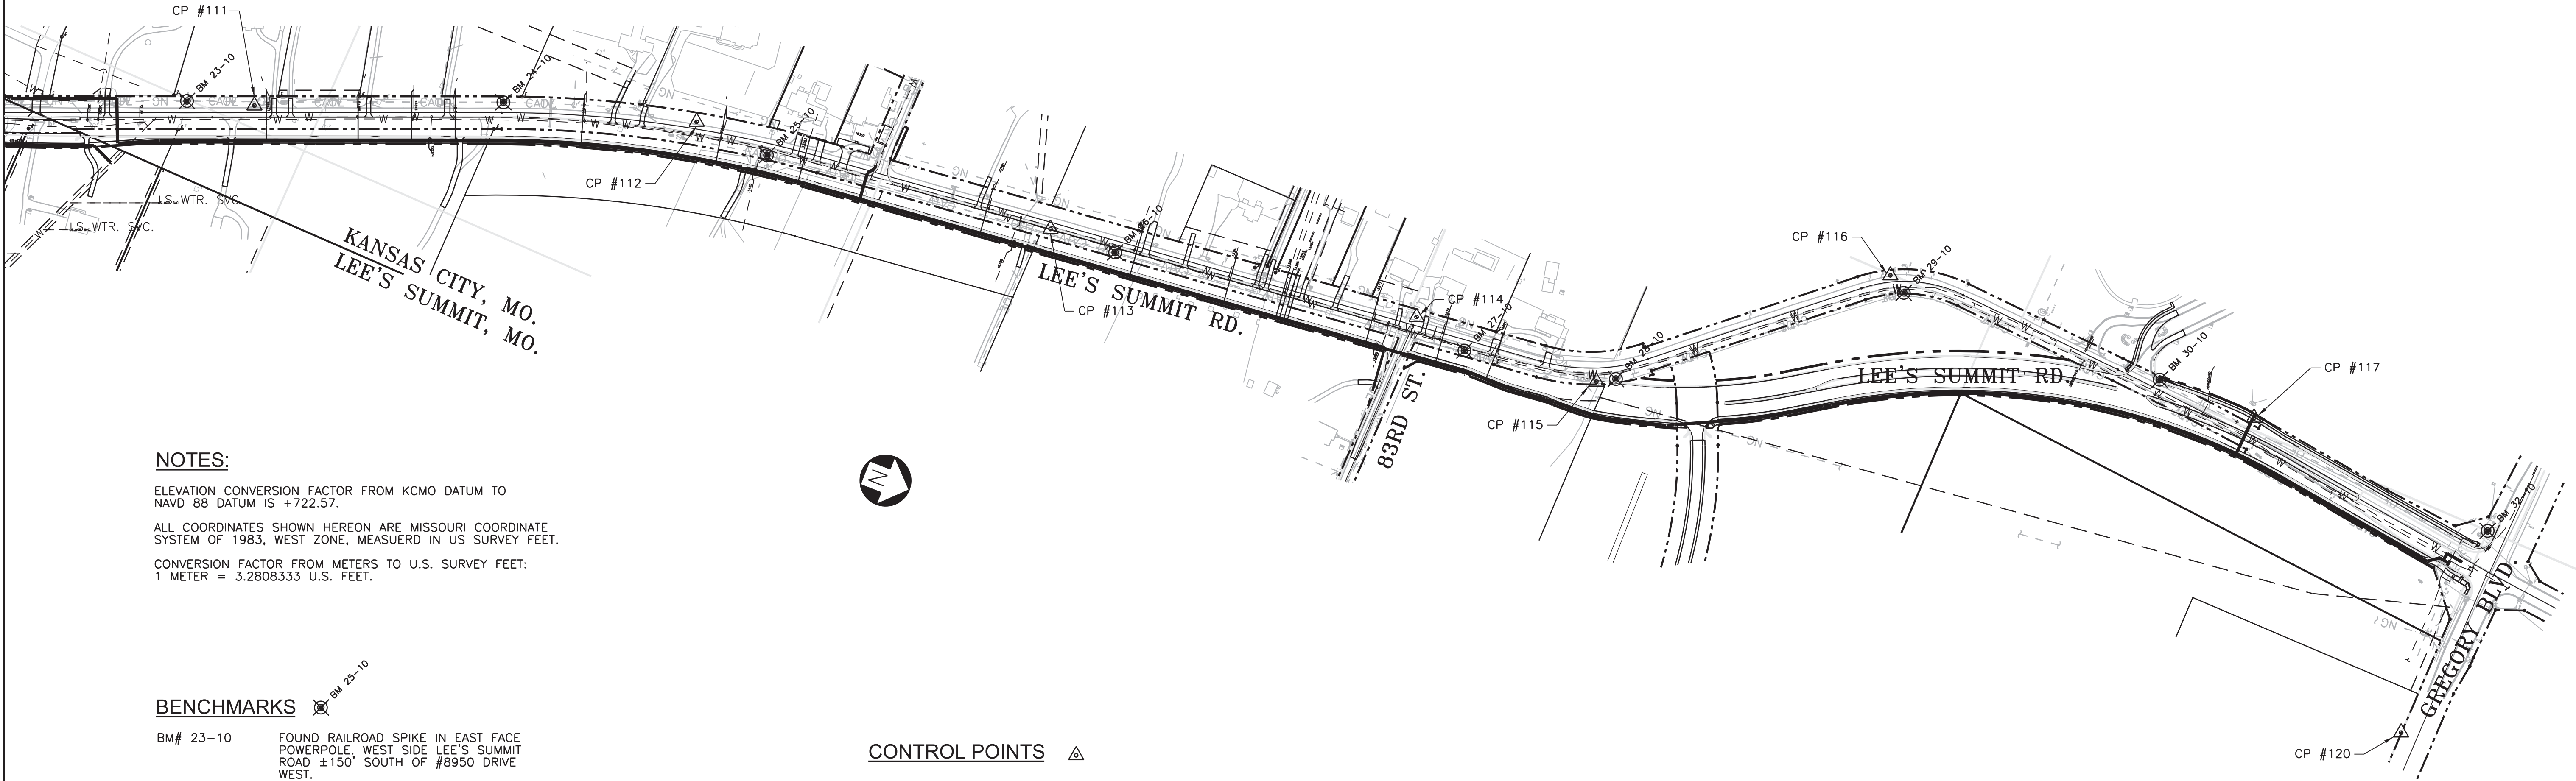 CP #111
BM 23-10
BM 24-10
CP #112
BM 25-10
LS. WTR. SVC
LS. WTR. SVC.
KANSAS CITY, MO.
LEE'S SUMMIT, MO.
BM 26-10
CP #113
LEE'S SUMMIT RD.
CP #114
BM 27-10
83RD ST.
BM 28-10
CP #115
CP #116
BM 29-10
LEE'S SUMMIT RD.
BM 30-10
CP #117
BM 32-10
GREGORY BLVD.
CP #120
N
NOTES:
ELEVATION CONVERSION FACTOR FROM KCMO DATUM TO
NAVD 88 DATUM IS +722.57.
ALL COORDINATES SHOWN HEREON ARE MISSOURI COORDINATE
SYSTEM OF 1983, WEST ZONE, MEASUERD IN US SURVEY FEET.
CONVERSION FACTOR FROM METERS TO U.S. SURVEY FEET:
1 METER = 3.2808333 U.S. FEET.
BENCHMARKS
BM 25-10
BM# 23-10
FOUND RAILROAD SPIKE IN EAST FACE
POWERPOLE. WEST SIDE LEE'S SUMMIT
ROAD ±150' SOUTH OF #8950 DRIVE
WEST.
CONTROL POINTS